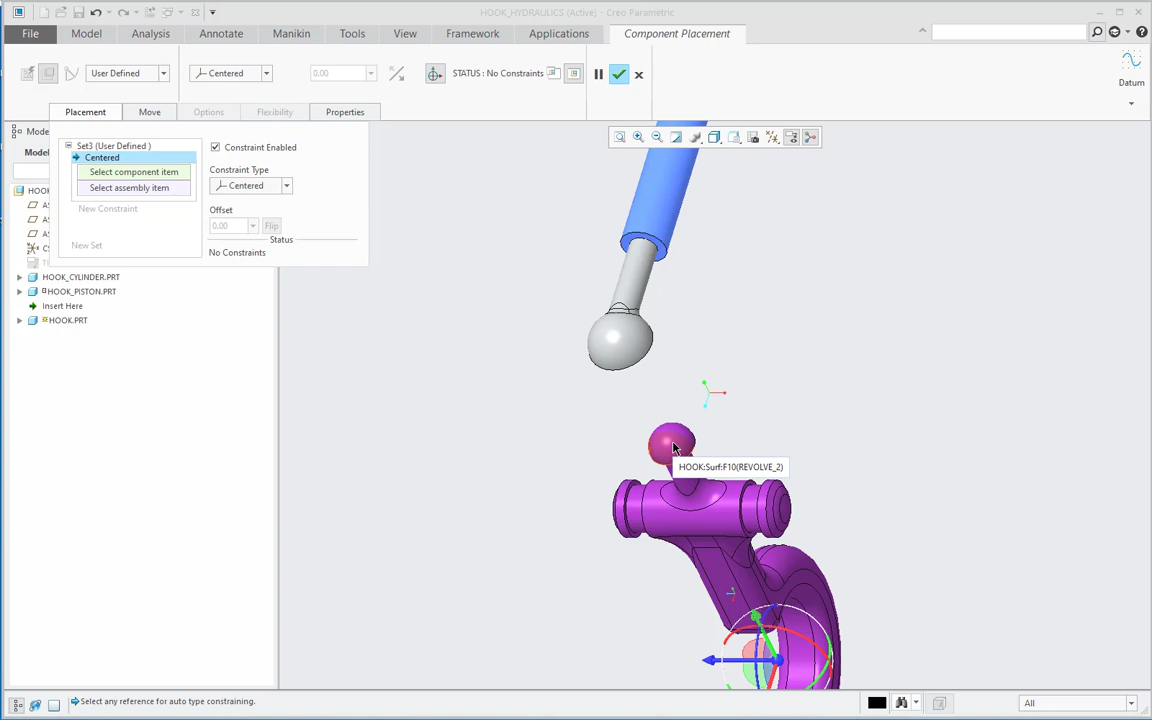 HOOK_HYDRAULICS (Active) - Creo Parametric
File Model Analysis Annotate Manikin Tools View Framework Applications Component Placement
User Defined Centered 0.00 STATUS : No Constraints Datum
Placement Move Options Flexibility Properties
Mode
Mode
HOOK
Set3 (User Defined )
Centered
Select component item
Select assembly item
New Constraint
New Set
Constraint Enabled
Constraint Type
Centered
Offset
0.00 Flip
Status
No Constraints
HOOK_CYLINDER.PRT
HOOK_PISTON.PRT
Insert Here
HOOK.PRT
HOOK:Surf:F10(REVOLVE_2)
Select any reference for auto type constraining.
All